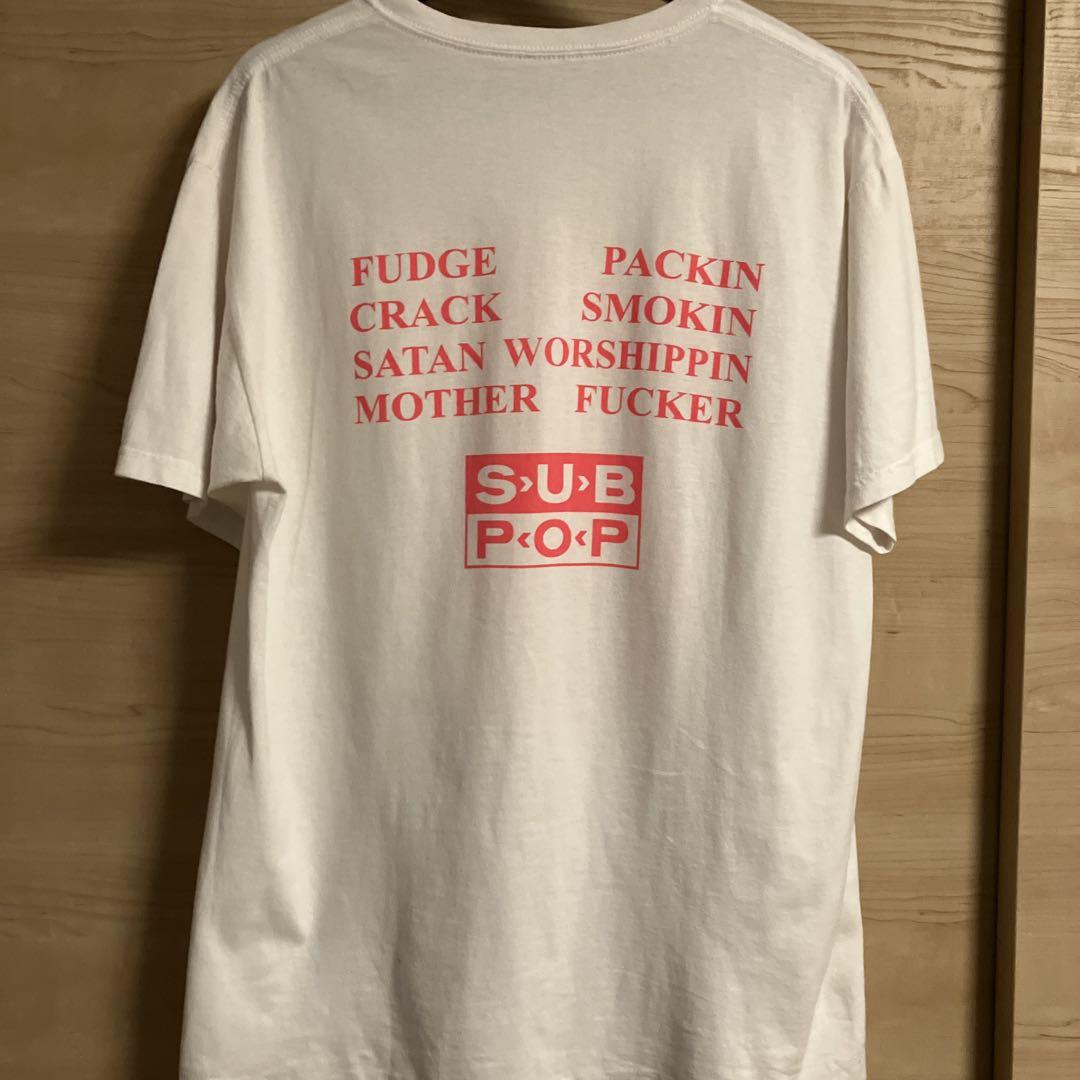 FUDGE PACKIN
CRACK SMOKIN
SATAN WORSHIPPIN
MOTHER FUCKER
S›U›B
P‹O‹P